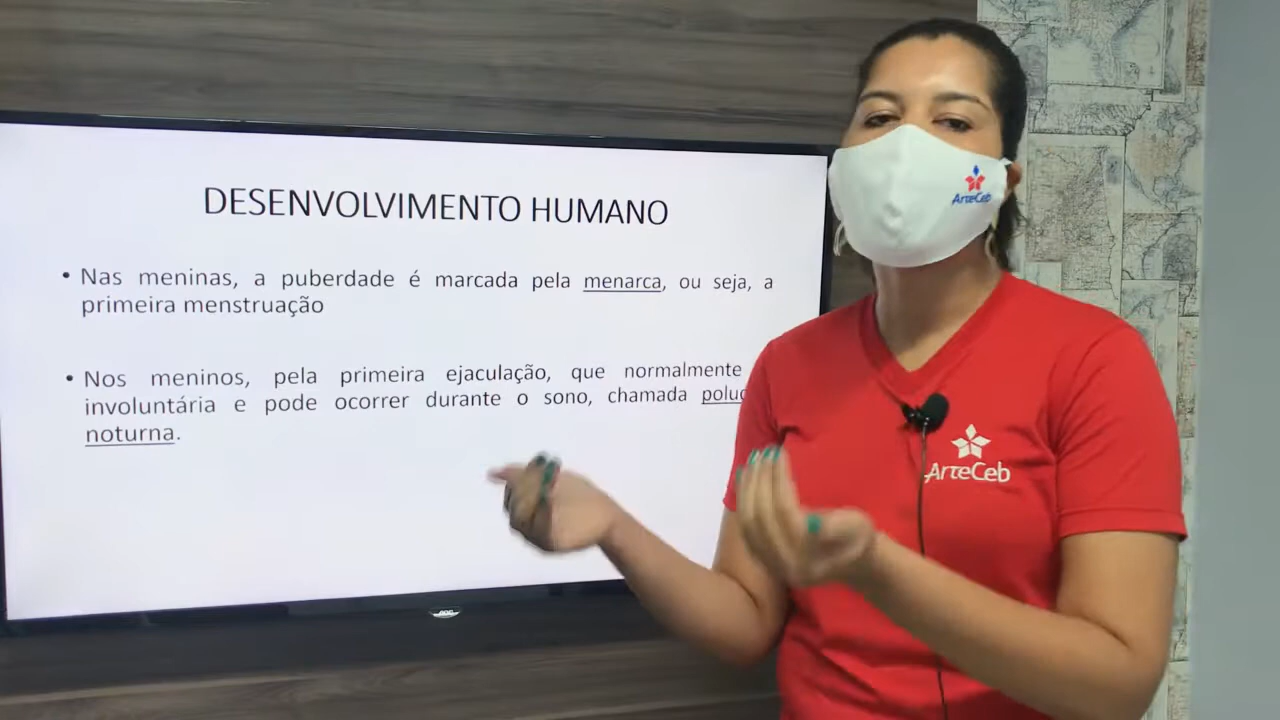 DESENVOLVIMENTO HUMANO
• Nas meninas, a puberdade é marcada pela menarca, ou seja, a
primeira menstruação
• Nos meninos, pela primeira ejaculação, que normalmente
involuntária e pode ocorrer durante o sono, chamada
noturna.
AOC
ArteCeb
ArteCeb